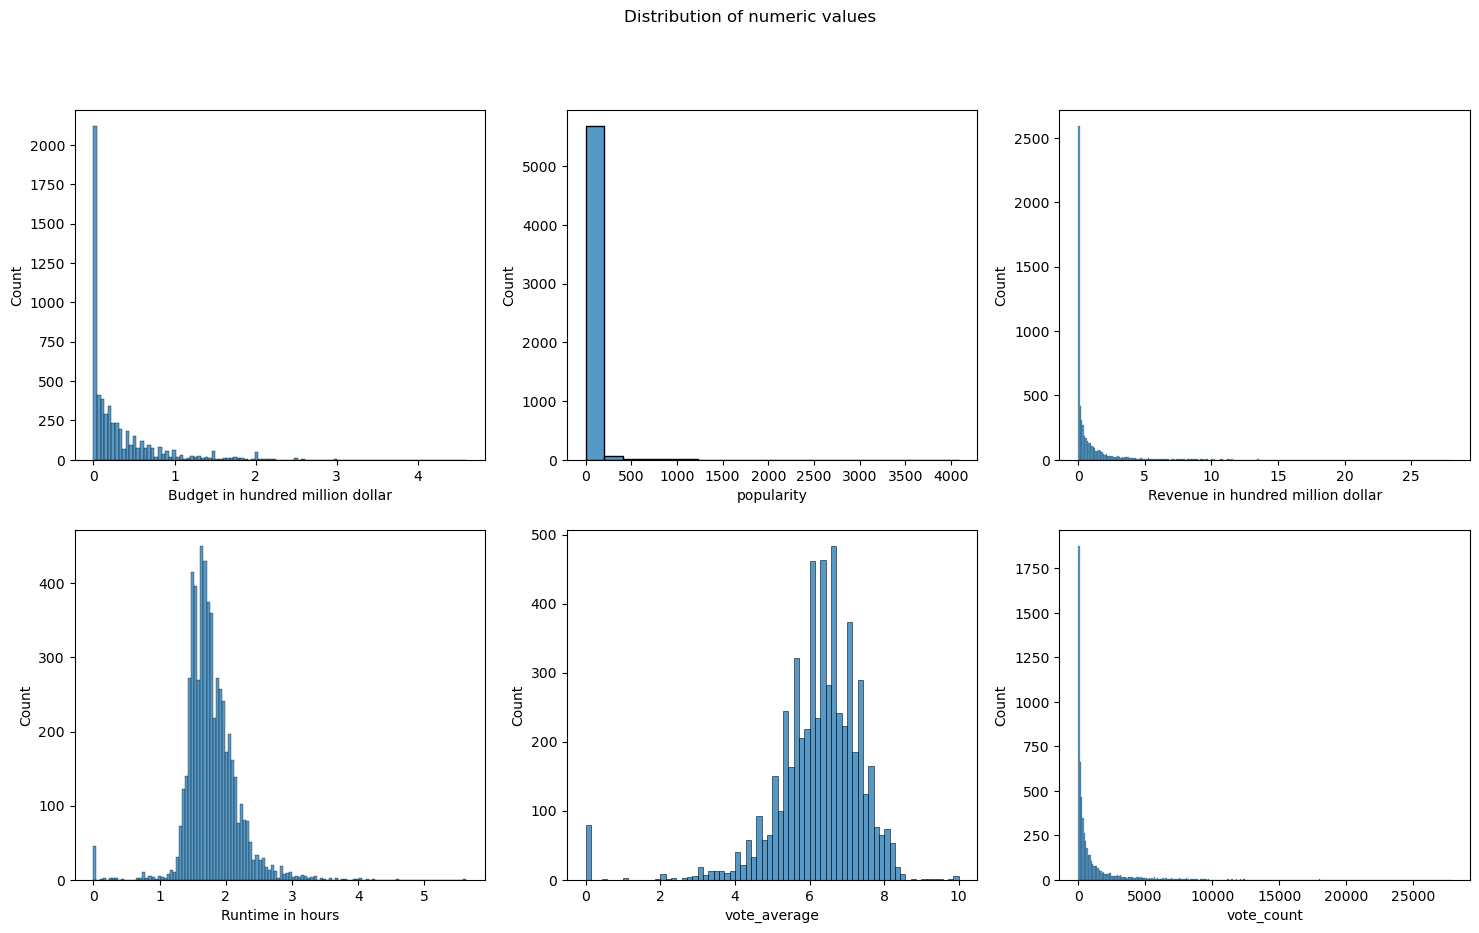 Distribution of numeric values
2000
1750
1500
1250
1000
750
500
250
0
Count
0 1 2 3 4
Budget in hundred million dollar
5000
4000
3000
2000
1000
0
Count
0 500 1000 1500 2000 2500 3000 3500 4000
popularity
2500
2000
1500
1000
500
0
Count
0 5 10 15 20 25
Revenue in hundred million dollar
400
300
200
100
0
Count
0 1 2 3 4 5
Runtime in hours
500
400
300
200
100
0
Count
0 2 4 6 8 10
vote_average
1750
1500
1250
1000
750
500
250
0
Count
0 5000 10000 15000 20000 25000
vote_count